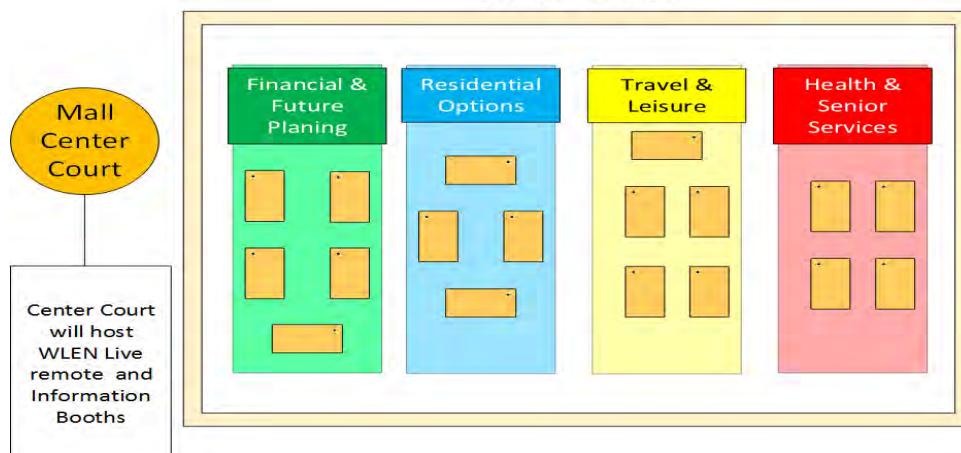 Mall
Center
Court
Center Court
will host
WLEN Live
remote and
Information
Booths
Financial &
Future
Planing
Residential
Options
Travel &
Leisure
Health &
Senior
Services